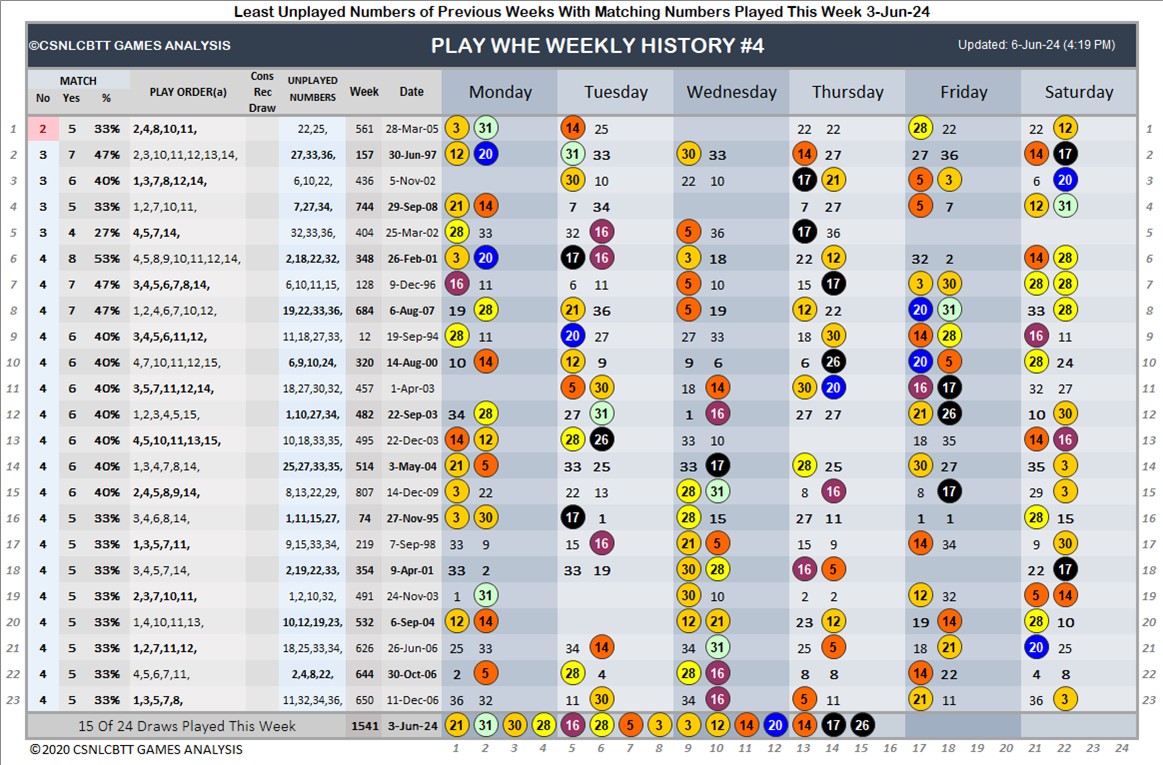 Least Unplayed Numbers of Previous Weeks With Matching Numbers Played This Week 3-Jun-24
©CSNLCBTT GAMES ANALYSIS PLAY WHE WEEKLY HISTORY #4 Updated: 6-Jun-24 (4:19 PM)
MATCH No Yes % PLAY ORDER(a) Cons Rec Draw UNPLAYED NUMBERS Week Date Monday Tuesday Wednesday Thursday Friday Saturday
1 2 5 33% 2,4,8,10,11, 22,25, 561 28-Mar-05 3 31 14 25 22 22 28 22 22 12 1
2 3 7 47% 2,3,10,11,12,13,14, 27,33,36, 157 30-Jun-97 12 20 31 33 30 33 14 27 27 36 14 17 2
3 3 6 40% 1,3,7,8,12,14, 6,10,22, 436 5-Nov-02 30 10 22 10 17 21 5 3 6 20 3
4 3 5 33% 1,2,7,10,11, 7,27,34, 744 29-Sep-08 21 14 7 34 7 27 5 7 12 31 4
5 3 4 27% 4,5,7,14, 32,33,36, 404 25-Mar-02 28 33 32 16 5 36 17 36 5
6 4 8 53% 4,5,8,9,10,11,12,14, 2,18,22,32, 348 26-Feb-01 3 20 17 16 3 18 22 12 32 2 14 28 6
7 4 7 47% 3,4,5,6,7,8,14, 6,10,11,15, 128 9-Dec-96 16 11 6 11 5 10 15 17 3 30 28 28 7
8 4 7 47% 1,2,4,6,7,10,12, 19,22,33,36, 684 6-Aug-07 19 28 21 36 5 19 12 22 20 31 33 28 8
9 4 6 40% 3,4,5,6,11,12, 11,18,27,33, 12 19-Sep-94 28 11 20 27 27 33 18 30 14 28 16 11 9
10 4 6 40% 4,7,10,11,12,15, 6,9,10,24, 320 14-Aug-00 10 14 12 9 9 6 6 26 20 5 28 24 10
11 4 6 40% 3,5,7,11,12,14, 18,27,30,32, 457 1-Apr-03 5 30 18 14 30 20 16 17 32 27 11
12 4 6 40% 1,2,3,4,5,15, 1,10,27,34, 482 22-Sep-03 34 28 27 31 1 16 27 27 21 26 10 30 12
13 4 6 40% 4,5,10,11,13,15, 10,18,33,35, 495 22-Dec-03 14 12 28 26 33 10 18 35 14 16 13
14 4 6 40% 1,3,4,7,8,14, 25,27,33,35, 514 3-May-04 21 5 33 25 33 17 28 25 30 27 35 3 14
15 4 6 40% 2,4,5,8,9,14, 8,13,22,29, 807 14-Dec-09 3 22 22 13 28 31 8 16 8 17 29 3 15
16 4 5 33% 3,4,6,8,14, 1,11,15,27, 74 27-Nov-95 3 30 17 1 28 15 27 11 1 1 28 15 16
17 4 5 33% 1,3,5,7,11, 9,15,33,34, 219 7-Sep-98 33 9 15 16 21 5 15 9 14 34 9 30 17
18 4 5 33% 3,4,5,7,14, 2,19,22,33, 354 9-Apr-01 33 2 33 19 30 28 16 5 22 17 18
19 4 5 33% 2,3,7,10,11, 1,2,10,32, 491 24-Nov-03 1 31 30 10 2 2 12 32 5 14 19
20 4 5 33% 1,4,10,11,13, 10,12,19,23, 532 6-Sep-04 12 14 12 21 23 12 19 14 28 10 20
21 4 5 33% 1,2,7,11,12, 18,25,33,34, 626 26-Jun-06 25 33 34 14 34 31 25 5 18 21 20 25 21
22 4 5 33% 4,5,6,7,11, 2,4,8,22, 644 30-Oct-06 2 5 28 4 28 16 8 8 14 22 4 8 22
23 4 5 33% 1,3,5,7,8, 11,32,34,36, 650 11-Dec-06 36 32 11 30 34 16 5 11 21 11 36 3 23
15 Of 24 Draws Played This Week 1541 3-Jun-24 21 31 30 28 16 28 5 3 3 12 14 20 14 17 26
© 2020 CSNLCBTT GAMES ANALYSIS 1 2 3 4 5 6 7 8 9 10 11 12 13 14 15 16 17 18 19 20 21 22 23 24